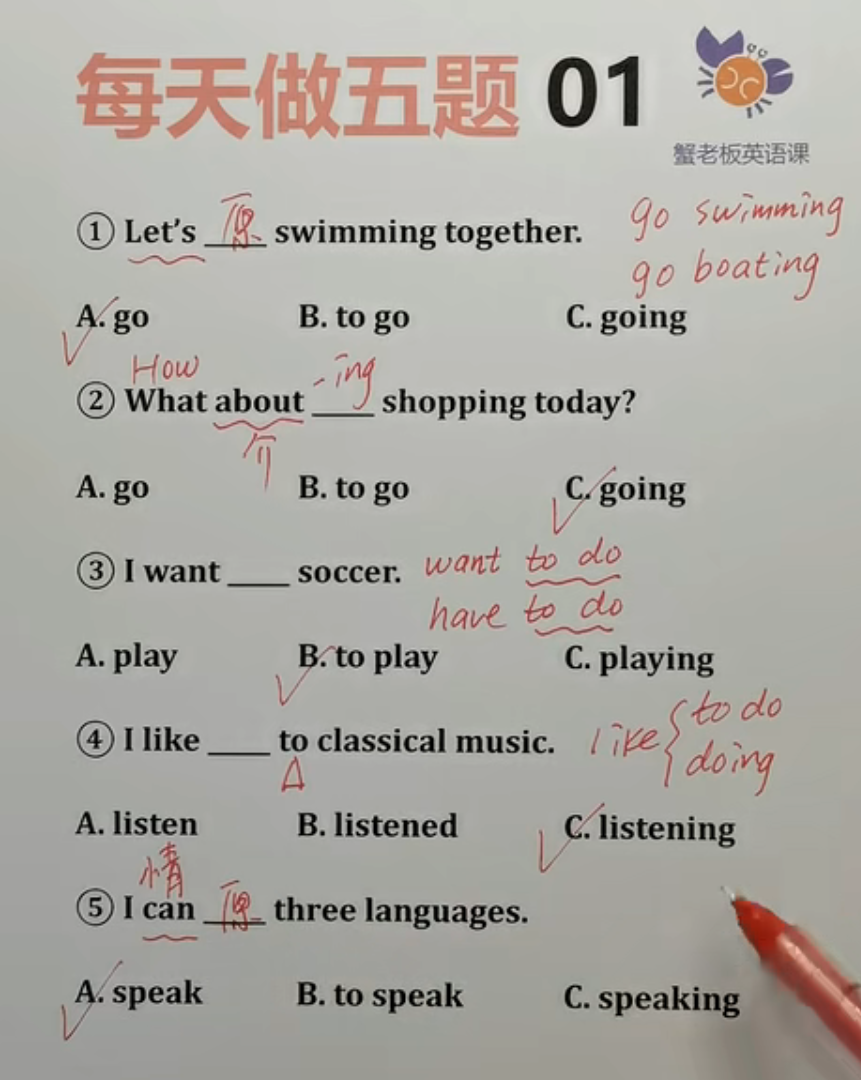 每天做五题 01
蟹老板英语课
① Let's 原 swimming together.
go swimming
go boating
A. go B. to go C. going
How
-ing
② What about ____ shopping today?
介
A. go B. to go C. going
③ I want ____ soccer.
want to do
have to do
A. play B. to play C. playing
④ I like ____ to classical music.
like { to do
doing
A. listen B. listened C. listening
情
⑤ I can 原 three languages.
A. speak B. to speak C. speaking